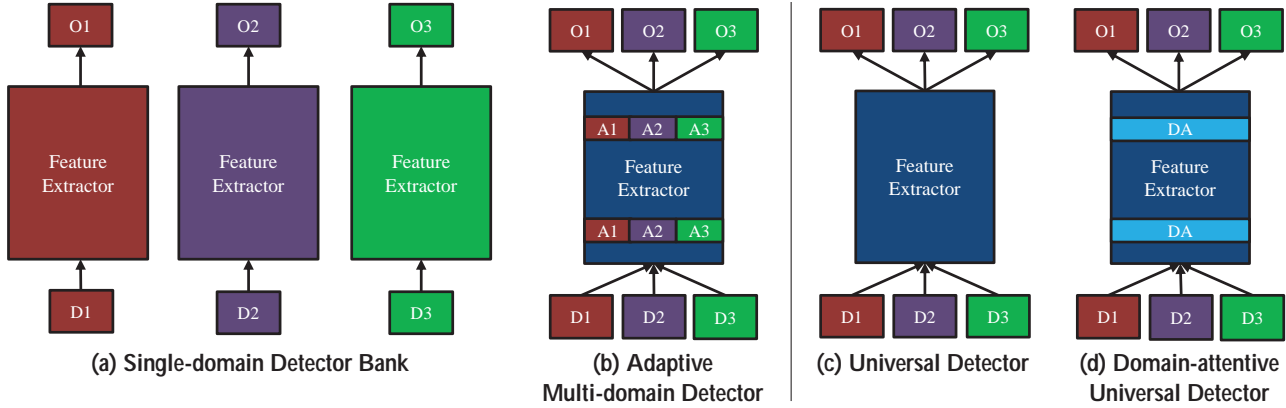 O1 O2 O3 O1 O2 O3 O1 O2 O3 O1 O2 O3
A1 A2 A3 DA
Feature Extractor
Feature Extractor
Feature Extractor
Feature Extractor
Feature Extractor
Feature Extractor
A1 A2 A3 DA
D1 D2 D3 D1 D2 D3 D1 D2 D3 D1 D2 D3
(a) Single-domain Detector Bank
(b) Adaptive
Multi-domain Detector
(c) Universal Detector
(d) Domain-attentive
Universal Detector